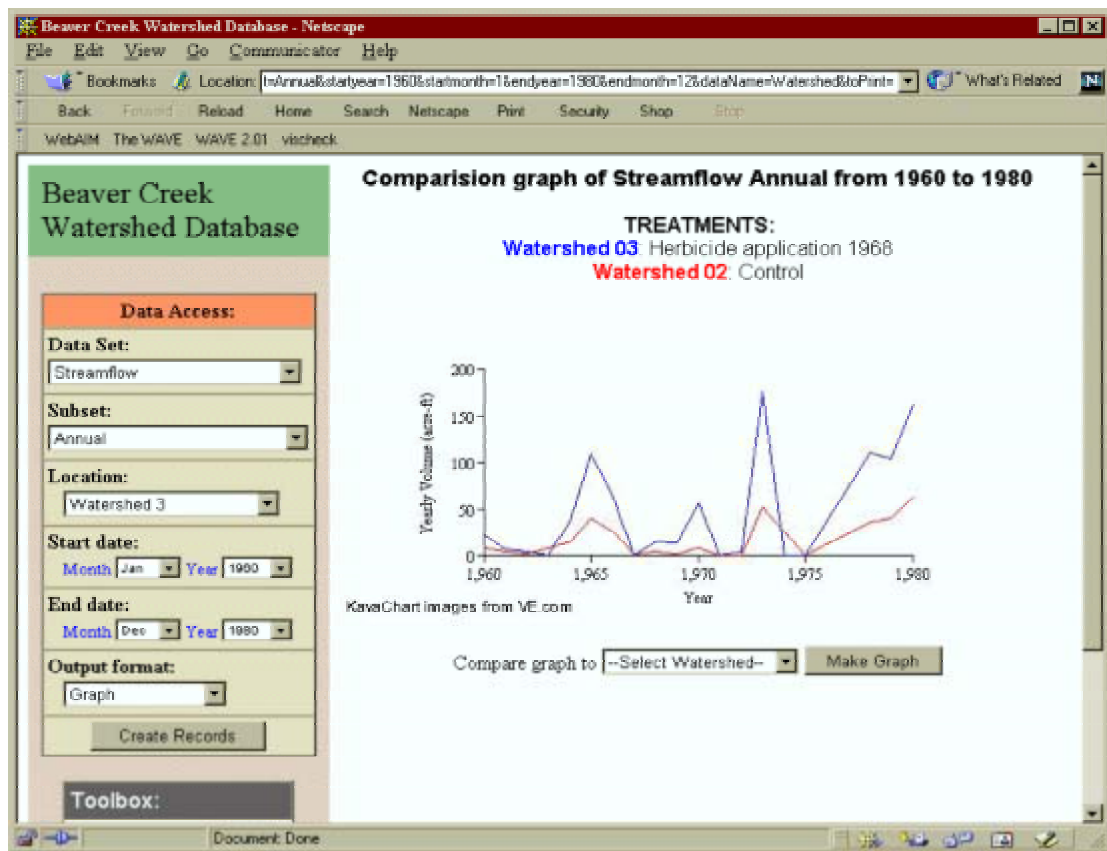 Beaver Creek Watershed Database - Netscape
File Edit View Go Communicator Help
Bookmarks Location: t=Annual&startyear=1960&startmonth=1&endyear=1980&endmonth=12&dataName=Watershed&toPrint= What's Related N
Back Forward Reload Home Search Netscape Print Security Shop Stop
WebAIM The WAVE WAVE 2.01 vischeck
Beaver Creek
Watershed Database
Data Access:
Data Set:
Streamflow
Subset:
Annual
Location:
Watershed 3
Start date:
Month Jan Year 1960
End date:
Month Dec Year 1980
Output format:
Graph
Create Records
Toolbox:
Comparision graph of Streamflow Annual from 1960 to 1980
TREATMENTS:
Watershed 03: Herbicide application 1968
Watershed 02: Control
Yearly Volume (acre-ft)
200
150
100
50
0
1,960 1,965 1,970 1,975 1,980
Year
KavaChart images from VE.com
Compare graph to --Select Watershed-- Make Graph
Document: Done